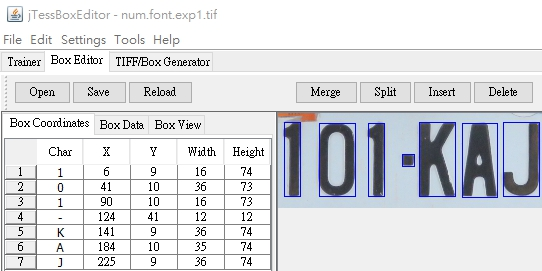 jTessBoxEditor - num.font.exp1.tif
File Edit Settings Tools Help
Trainer Box Editor TIFF/Box Generator
Open Save Reload Merge Split Insert Delete
Box Coordinates Box Data Box View
Char X Y Width Height
1 1 6 9 16 74
2 0 41 10 36 73
3 1 90 10 16 73
4 - 124 41 12 12
5 K 141 9 36 74
6 A 184 10 35 74
7 J 225 9 36 74
101-KAJ